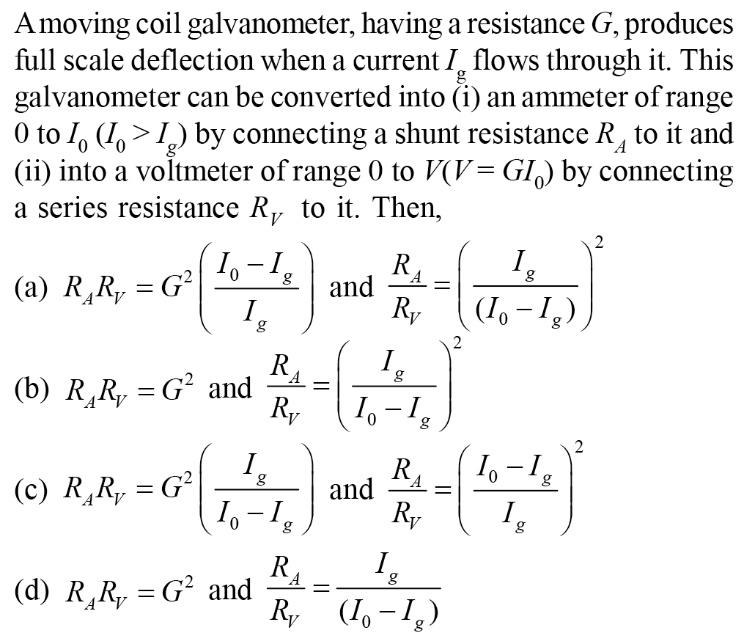 A moving coil galvanometer, having a resistance G, produces
full scale deflection when a current I_g flows through it. This
galvanometer can be converted into (i) an ammeter of range
0 to I_0 (I_0 > I_g) by connecting a shunt resistance R_A to it and
(ii) into a voltmeter of range 0 to V(V = GI_0) by connecting
a series resistance R_V to it. Then,
(a) R_A R_V = G^2 ((I_0 − I_g)/I_g) and R_A/R_V = (I_g/(I_0 − I_g))^2
(b) R_A R_V = G^2 and R_A/R_V = (I_g/(I_0 − I_g))^2
(c) R_A R_V = G^2 (I_g/(I_0 − I_g)) and R_A/R_V = ((I_0 − I_g)/I_g)^2
(d) R_A R_V = G^2 and R_A/R_V = I_g/(I_0 − I_g)